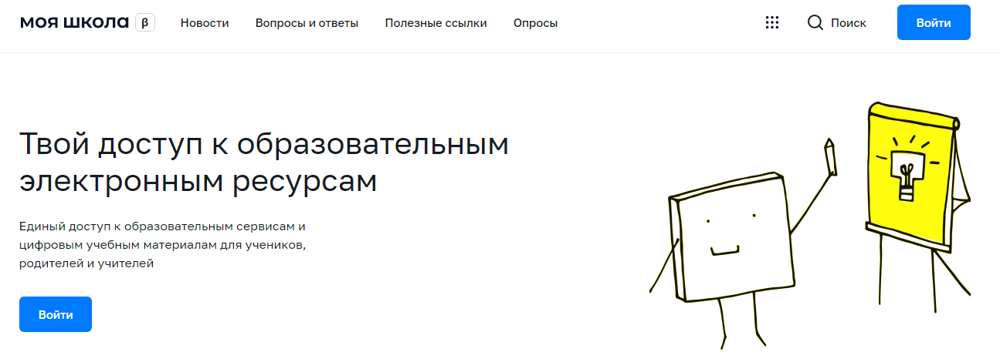 моя школа β Новости Вопросы и ответы Полезные ссылки Опросы Поиск Войти
Твой доступ к образовательным
электронным ресурсам
Единый доступ к образовательным сервисам и
цифровым учебным материалам для учеников,
родителей и учителей
Войти